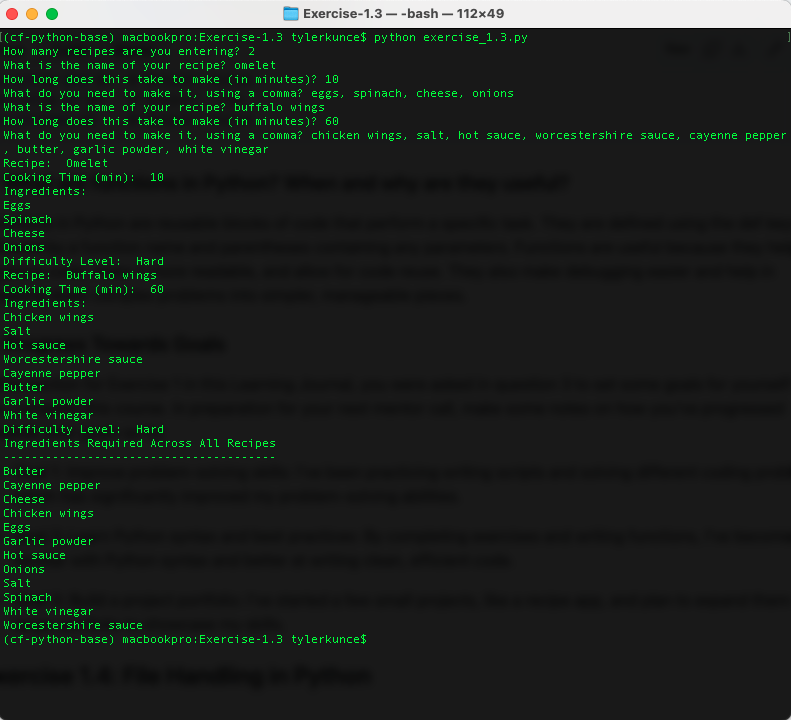 Exercise-1.3 — -bash — 112×49
(cf-python-base) macbookpro:Exercise-1.3 tylerkunce$ python exercise_1.3.py
How many recipes are you entering? 2
What is the name of your recipe? omelet
How long does this take to make (in minutes)? 10
What do you need to make it, using a comma? eggs, spinach, cheese, onions
What is the name of your recipe? buffalo wings
How long does this take to make (in minutes)? 60
What do you need to make it, using a comma? chicken wings, salt, hot sauce, worcestershire sauce, cayenne pepper
, butter, garlic powder, white vinegar
Recipe:  Omelet
Cooking Time (min):  10
Ingredients:
Eggs
Spinach
Cheese
Onions
Difficulty Level:  Hard
Recipe:  Buffalo wings
Cooking Time (min):  60
Ingredients:
Chicken wings
Salt
Hot sauce
Worcestershire sauce
Cayenne pepper
Butter
Garlic powder
White vinegar
Difficulty Level:  Hard
Ingredients Required Across All Recipes
---------------------------------------
Butter
Cayenne pepper
Cheese
Chicken wings
Eggs
Garlic powder
Hot sauce
Onions
Salt
Spinach
White vinegar
Worcestershire sauce
(cf-python-base) macbookpro:Exercise-1.3 tylerkunce$